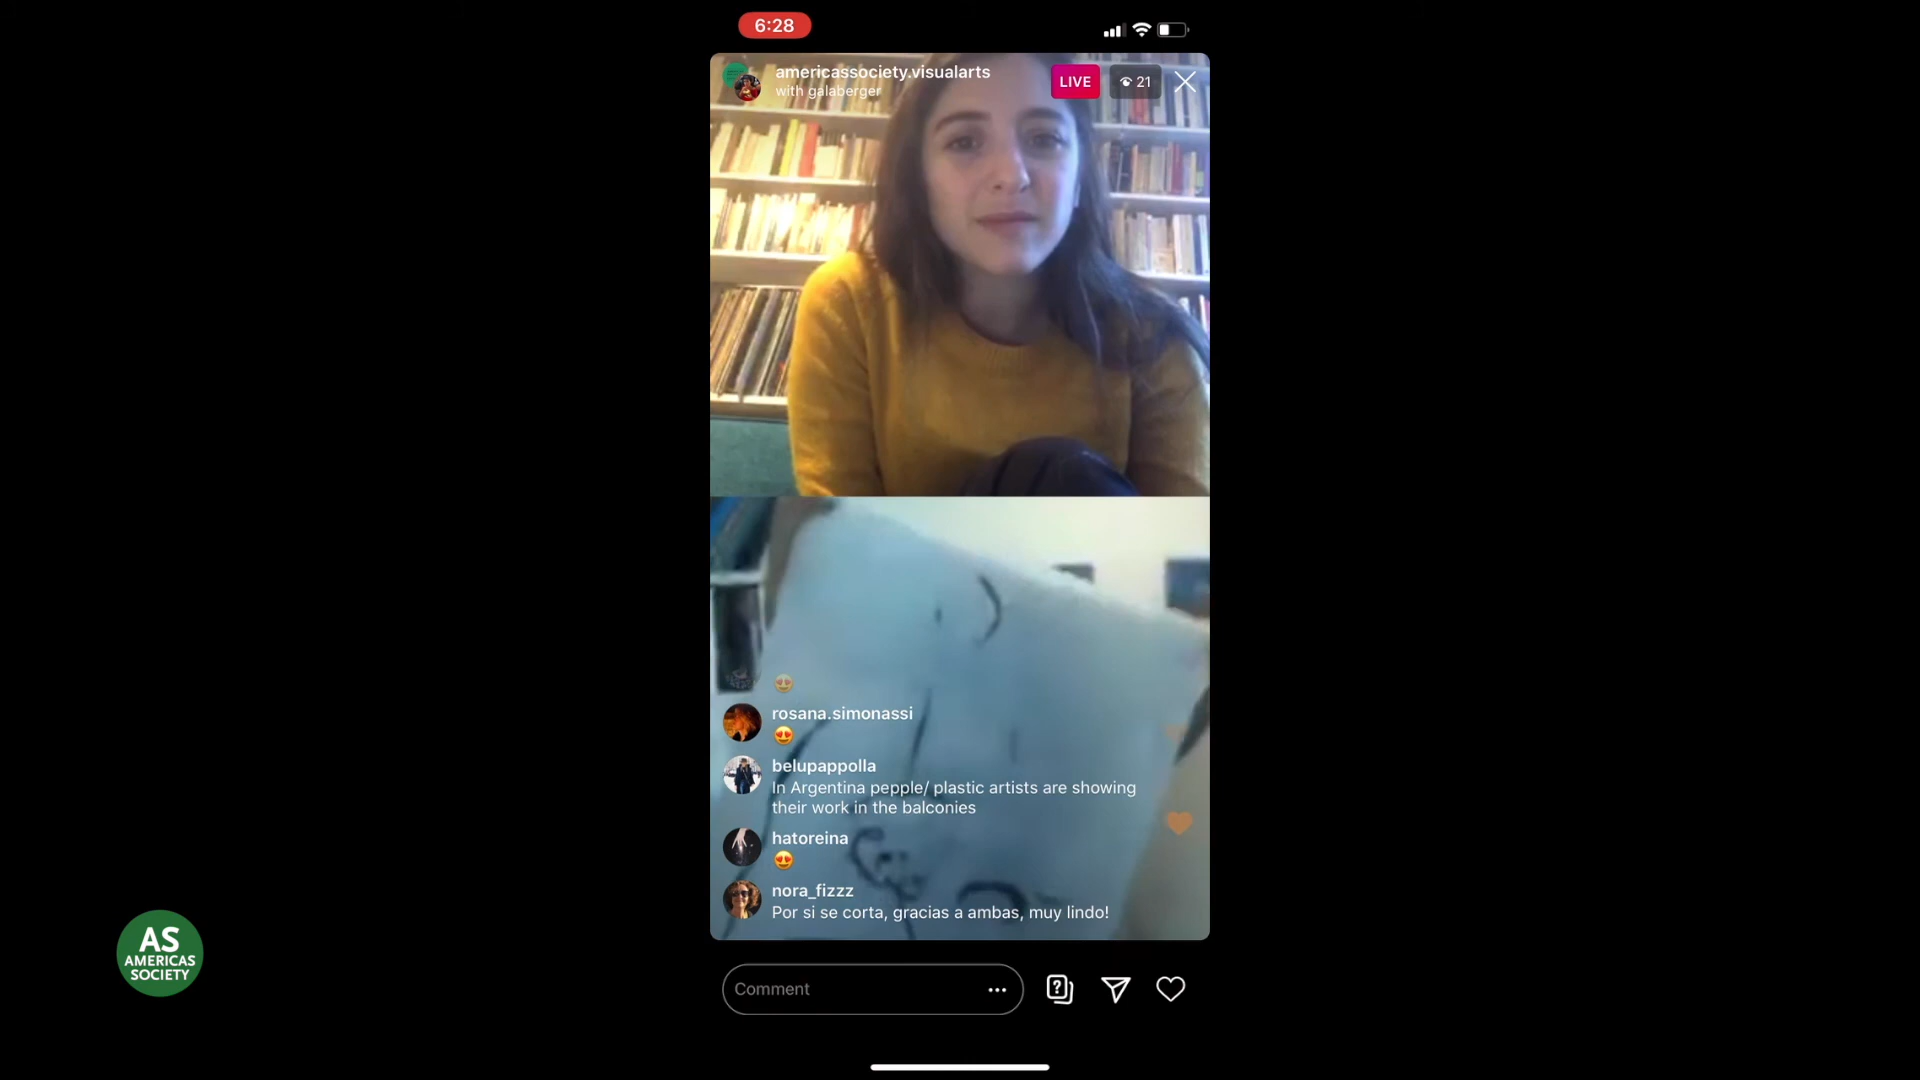 6:28
americassociety.visualarts
with galaberger
LIVE
21
rosana.simonassi
belupappolla
In Argentina pepple/ plastic artists are showing
their work in the balconies
hatoreina
nora_fizzz
Por si se corta, gracias a ambas, muy lindo!
Comment
AS
AMERICAS
SOCIETY